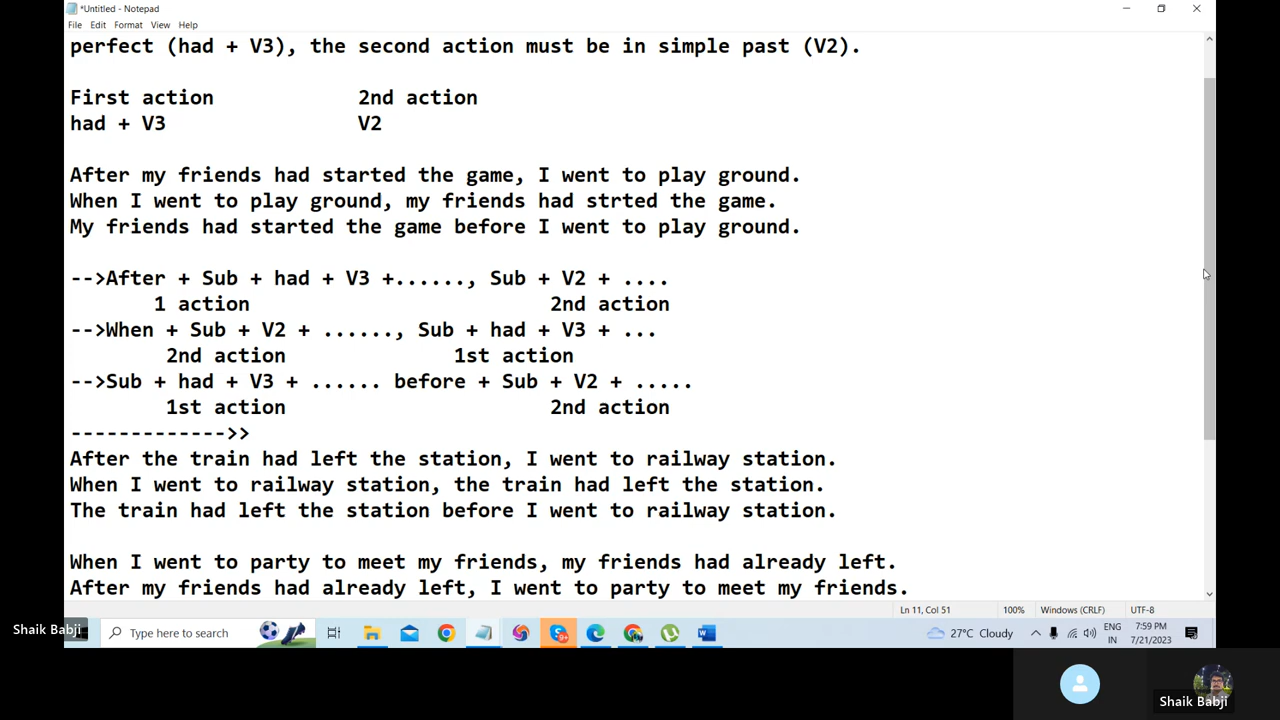 *Untitled - Notepad
File Edit Format View Help
perfect (had + V3), the second action must be in simple past (V2).
First action 2nd action
had + V3 V2
After my friends had started the game, I went to play ground.
When I went to play ground, my friends had strted the game.
My friends had started the game before I went to play ground.
-->After + Sub + had + V3 +......, Sub + V2 + ....
1 action 2nd action
-->When + Sub + V2 + ......, Sub + had + V3 + ...
2nd action 1st action
-->Sub + had + V3 + ...... before + Sub + V2 + .....
1st action 2nd action
------------->>
After the train had left the station, I went to railway station.
When I went to railway station, the train had left the station.
The train had left the station before I went to railway station.
When I went to party to meet my friends, my friends had already left.
After my friends had already left, I went to party to meet my friends.
Ln 11, Col 51 100% Windows (CRLF) UTF-8
Shaik Babji
Type here to search
27°C Cloudy
ENG
IN
7:59 PM
7/21/2023
Shaik Babji